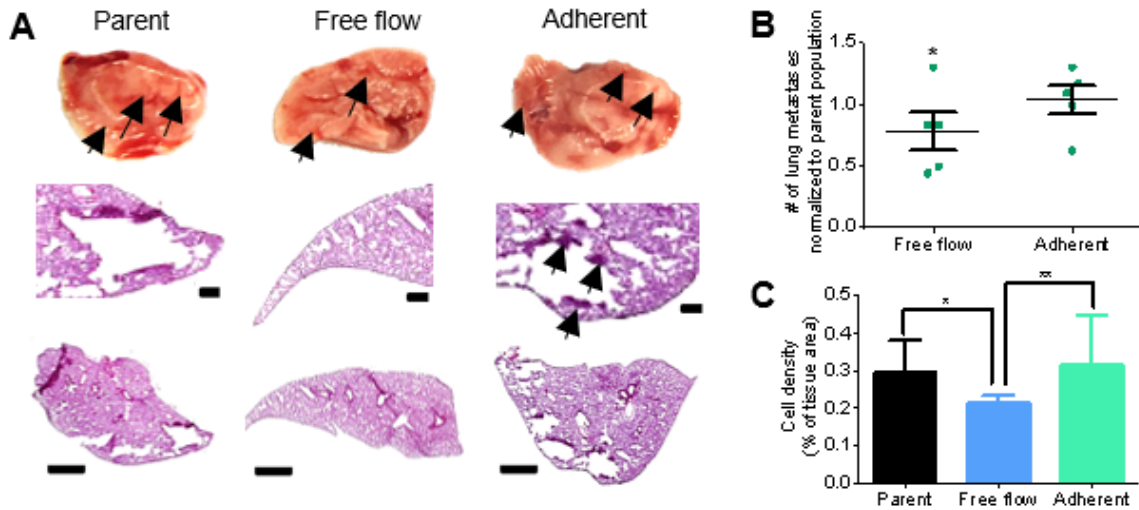 A
Parent
Free flow
Adherent
B
# of lung metastases
normalized to parent population
1.5
1.0
0.5
0.0
*
Free flow
Adherent
C
Cell density
(% of tissue area)
0.5
0.4
0.3
0.2
0.1
0.0
*
**
Parent
Free flow
Adherent